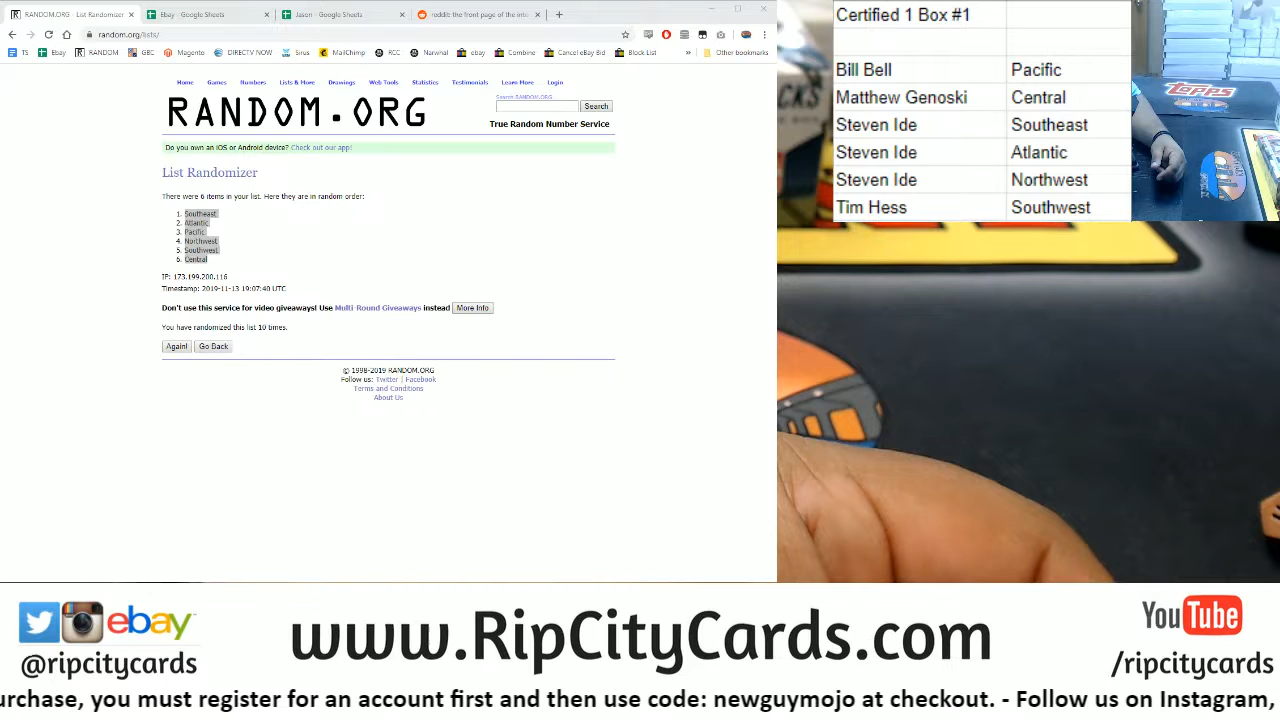 RANDOM.ORG - List Randomizer
Ebay - Google Sheets
Jason - Google Sheets
reddit: the front page of the inte
random.org/lists/
TS
Ebay
RANDOM
GBC
Magento
DIRECTV NOW
Sirus
MailChimp
RCC
Narwhal
ebay
Combine
Cancel eBay Bid
Block List
»
Other bookmarks
Home
Games
Numbers
Lists & More
Drawings
Web Tools
Statistics
Testimonials
Learn More
Login
Search RANDOM.ORG
Search
RANDOM.ORG
True Random Number Service
Do you own an iOS or Android device? Check out our app!
List Randomizer
There were 6 items in your list. Here they are in random order:
1. Southeast
2. Atlantic
3. Pacific
4. Northwest
5. Southwest
6. Central
IP: 173.199.200.116
Timestamp: 2019-11-13 19:07:40 UTC
Don't use this service for video giveaways! Use Multi-Round Giveaways instead More Info
You have randomized this list 10 times.
Again! Go Back
© 1998-2019 RANDOM.ORG
Follow us: Twitter | Facebook
Terms and Conditions
About Us
Certified 1 Box #1
Bill Bell Pacific
Matthew Genoski Central
Steven Ide Southeast
Steven Ide Atlantic
Steven Ide Northwest
Tim Hess Southwest
TOPPS
ebay
@ripcitycards
www.RipCityCards.com
YouTube
/ripcitycards
urchase, you must register for an account first and then use code: newguymojo at checkout. - Follow us on Instagram,